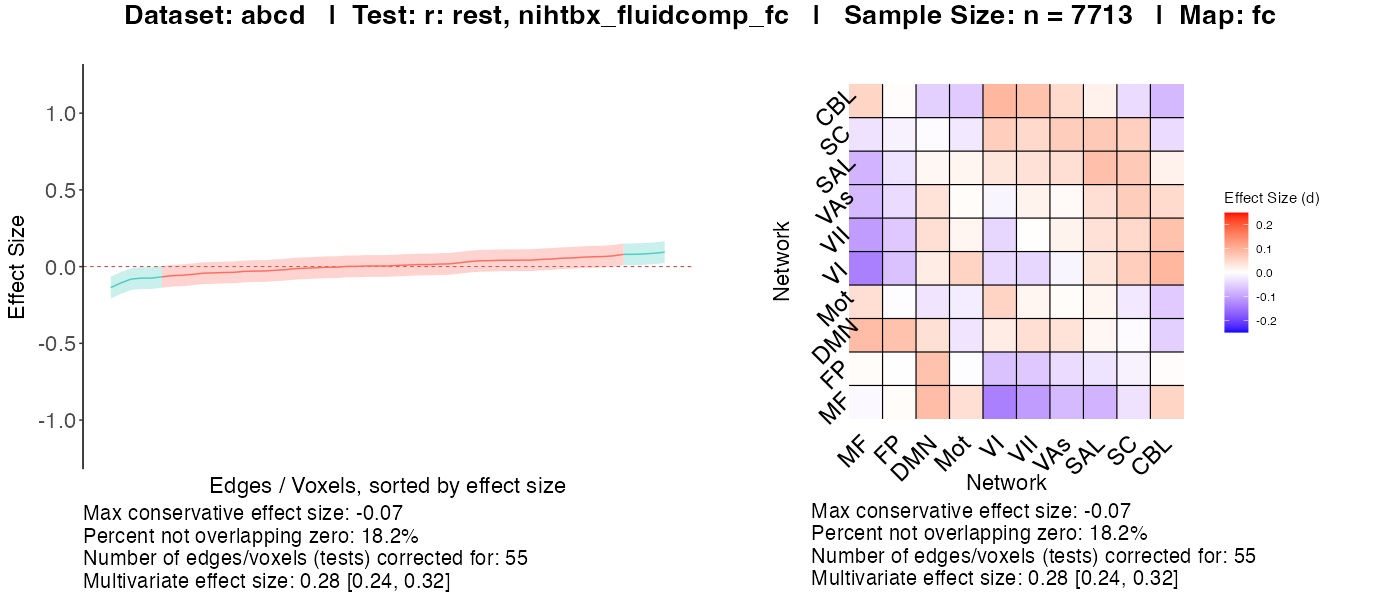 Dataset: abcd | Test: r: rest, nihtbx_fluidcomp_fc | Sample Size: n = 7713 | Map: fc
Effect Size
1.0
0.5
0.0
-0.5
-1.0
Edges / Voxels, sorted by effect size
Max conservative effect size: -0.07
Percent not overlapping zero: 18.2%
Number of edges/voxels (tests) corrected for: 55
Multivariate effect size: 0.28 [0.24, 0.32]
Network
CBL
SC
SAL
VAs
VII
VI
Mot
DMN
FP
MF
MF
FP
DMN
Mot
VI
VII
VAs
SAL
SC
CBL
Network
Effect Size (d)
0.2
0.1
0.0
-0.1
-0.2
Max conservative effect size: -0.07
Percent not overlapping zero: 18.2%
Number of edges/voxels (tests) corrected for: 55
Multivariate effect size: 0.28 [0.24, 0.32]